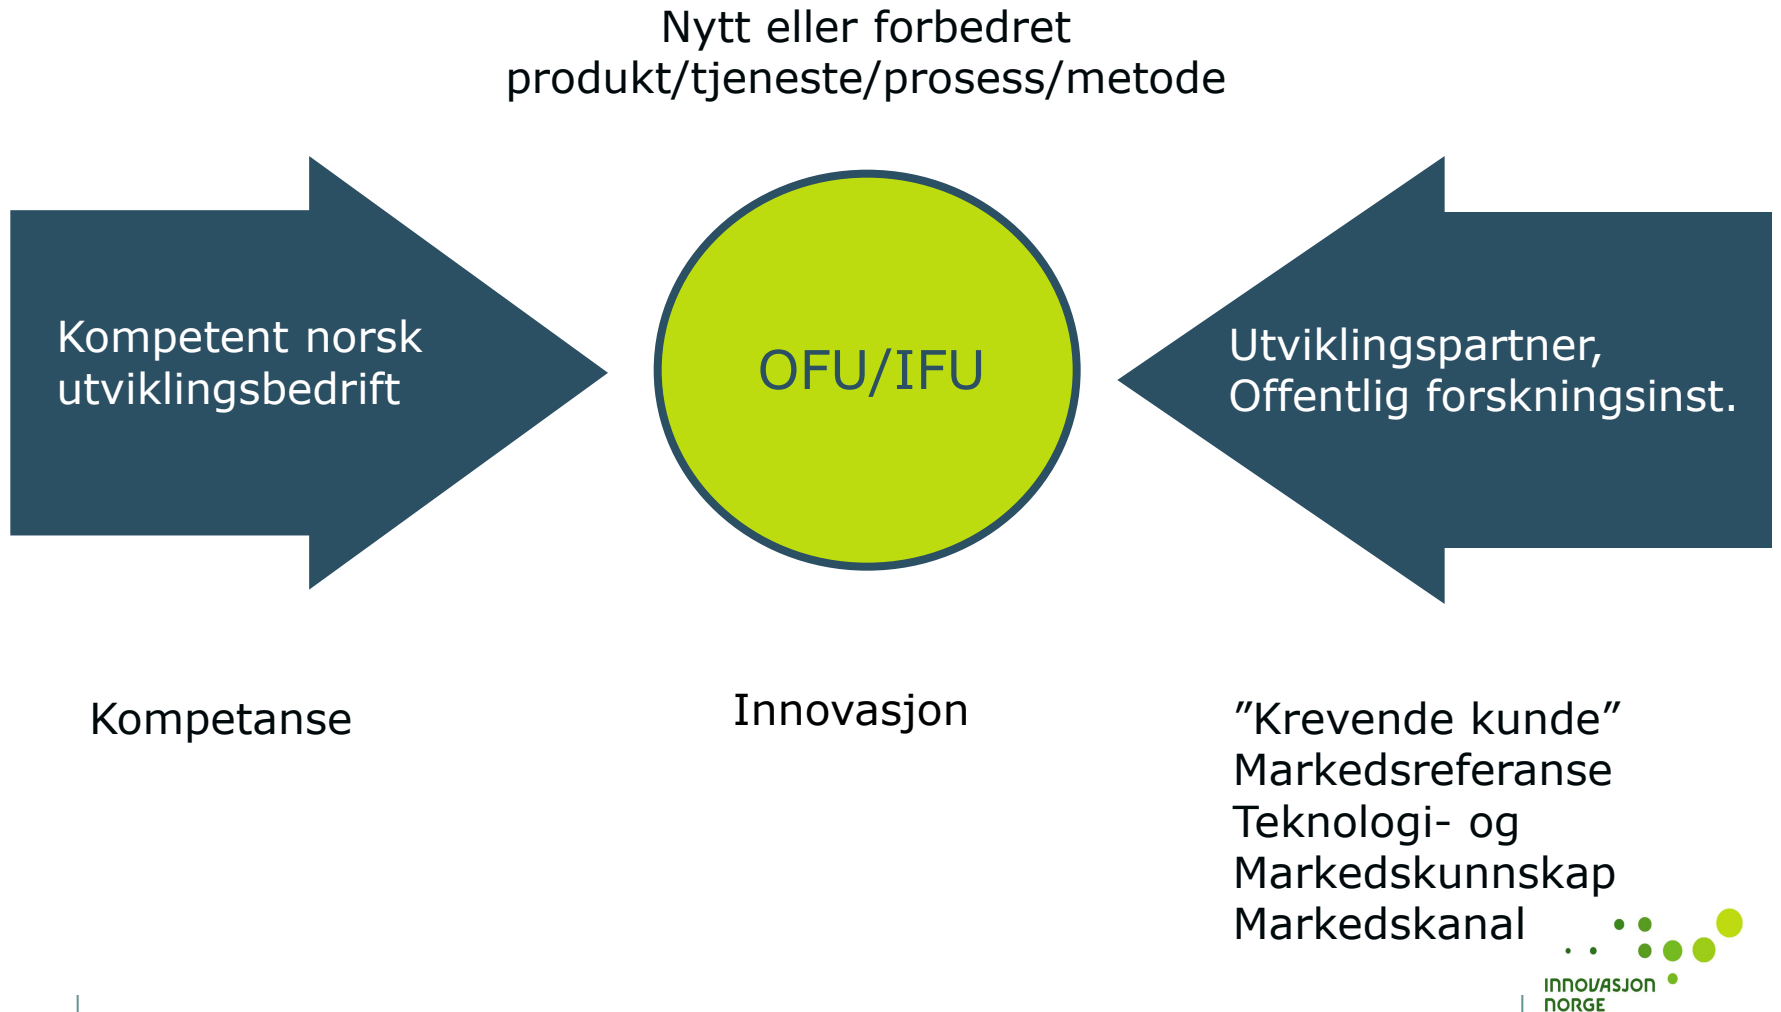 Nytt eller forbedret
produkt/tjeneste/prosess/metode
Kompetent norsk
utviklingsbedrift
OFU/IFU
Utviklingspartner,
Offentlig forskningsinst.
Kompetanse
Innovasjon
”Krevende kunde”
Markedsreferanse
Teknologi- og
Markedskunnskap
Markedskanal
INNOVASJON
NORGE